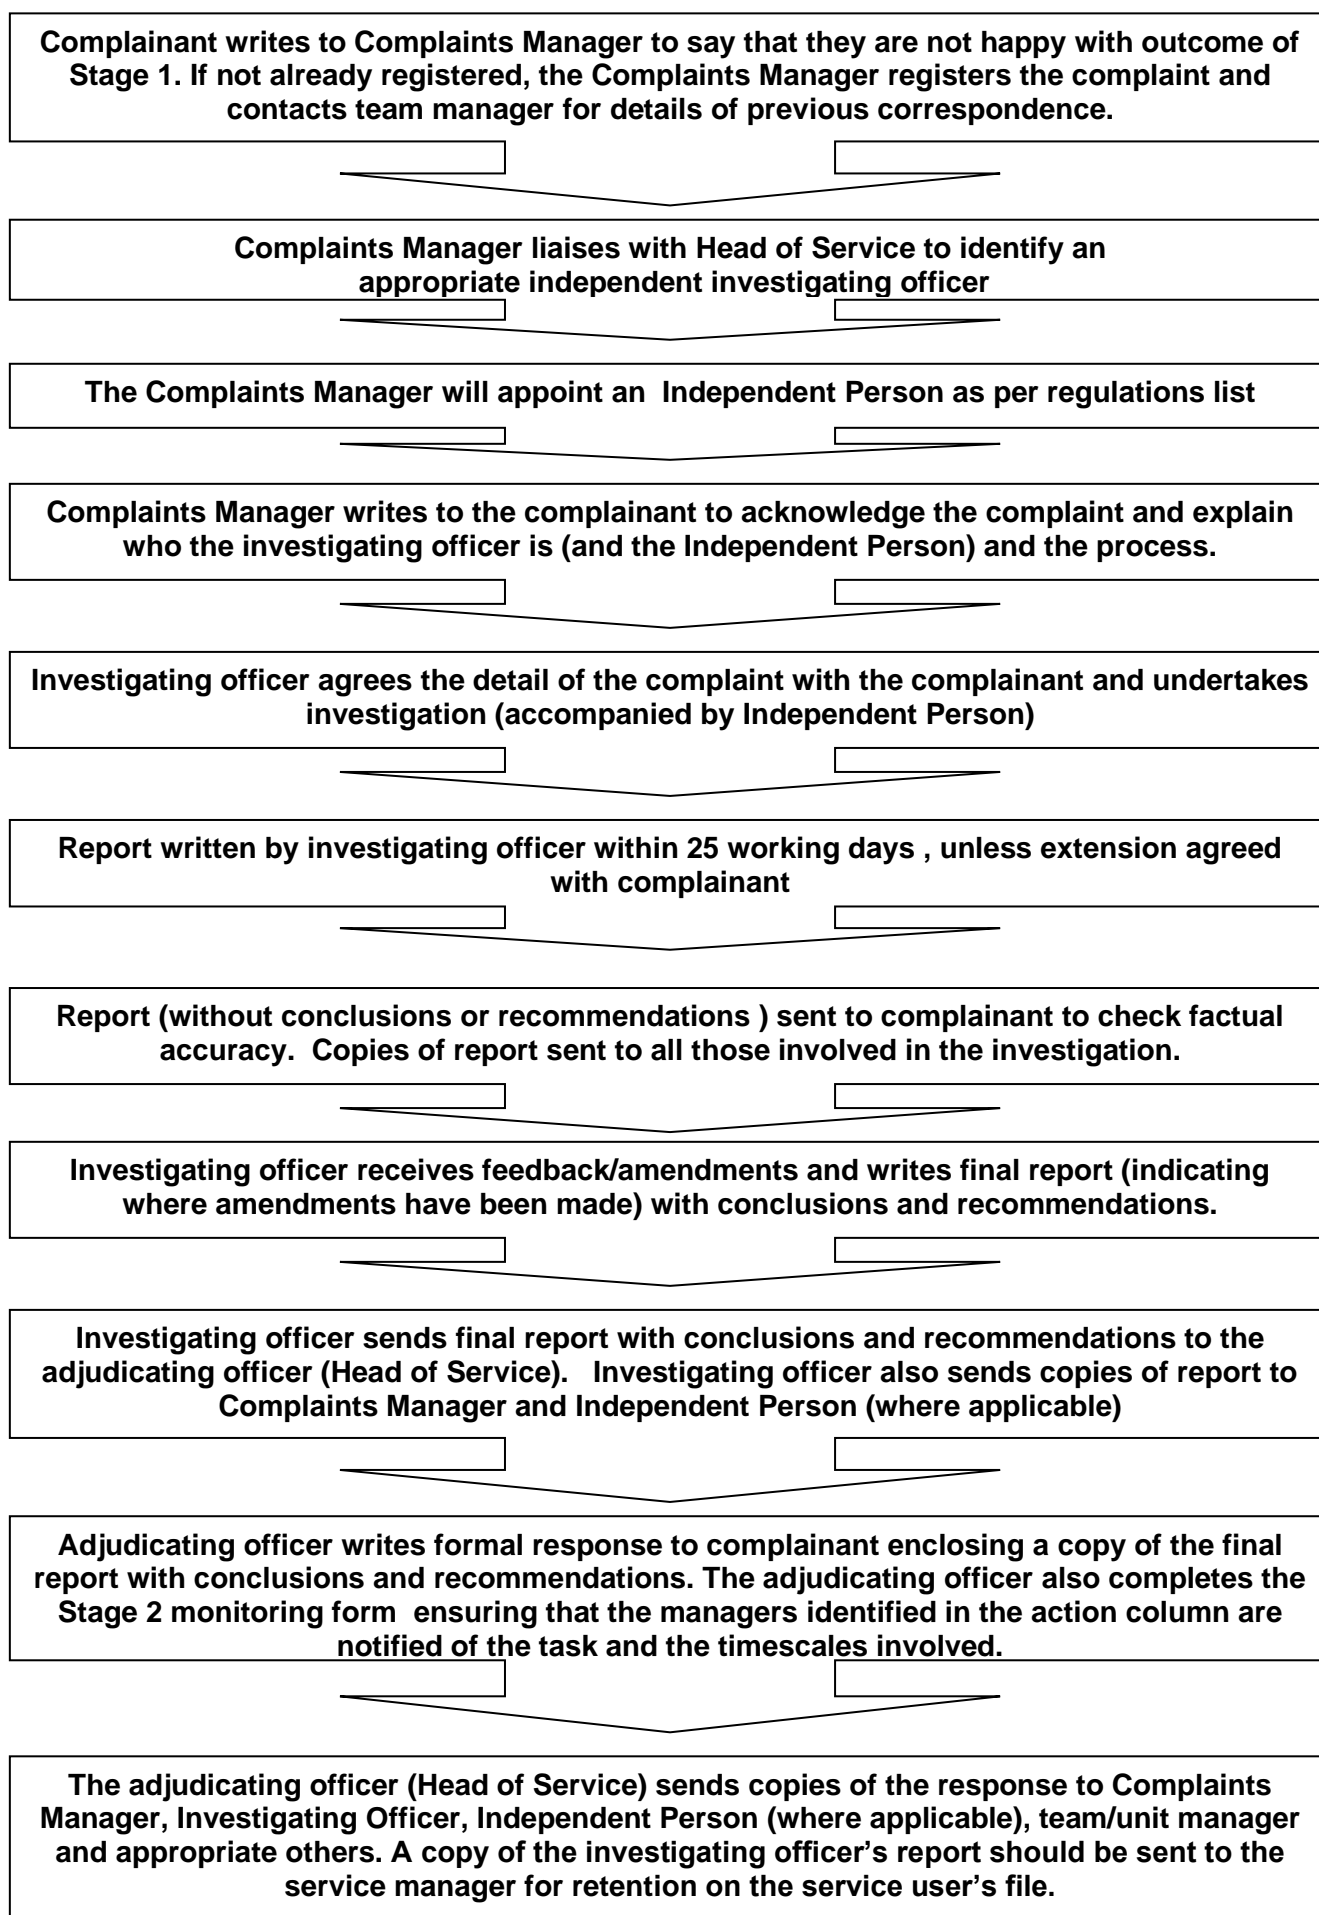 Complainant writes to Complaints Manager to say that they are not happy with outcome of
Stage 1. If not already registered, the Complaints Manager registers the complaint and
contacts team manager for details of previous correspondence.
Complaints Manager liaises with Head of Service to identify an
appropriate independent investigating officer
The Complaints Manager will appoint an  Independent Person as per regulations list
Complaints Manager writes to the complainant to acknowledge the complaint and explain
who the investigating officer is (and the Independent Person) and the process.
Investigating officer agrees the detail of the complaint with the complainant and undertakes
investigation (accompanied by Independent Person)
Report written by investigating officer within 25 working days , unless extension agreed
with complainant
Report (without conclusions or recommendations ) sent to complainant to check factual
accuracy.  Copies of report sent to all those involved in the investigation.
Investigating officer receives feedback/amendments and writes final report (indicating
where amendments have been made) with conclusions and recommendations.
Investigating officer sends final report with conclusions and recommendations to the
adjudicating officer (Head of Service).   Investigating officer also sends copies of report to
Complaints Manager and Independent Person (where applicable)
Adjudicating officer writes formal response to complainant enclosing a copy of the final
report with conclusions and recommendations. The adjudicating officer also completes the
Stage 2 monitoring form  ensuring that the managers identified in the action column are
notified of the task and the timescales involved.
The adjudicating officer (Head of Service) sends copies of the response to Complaints
Manager, Investigating Officer, Independent Person (where applicable), team/unit manager
and appropriate others. A copy of the investigating officer’s report should be sent to the
service manager for retention on the service user’s file.